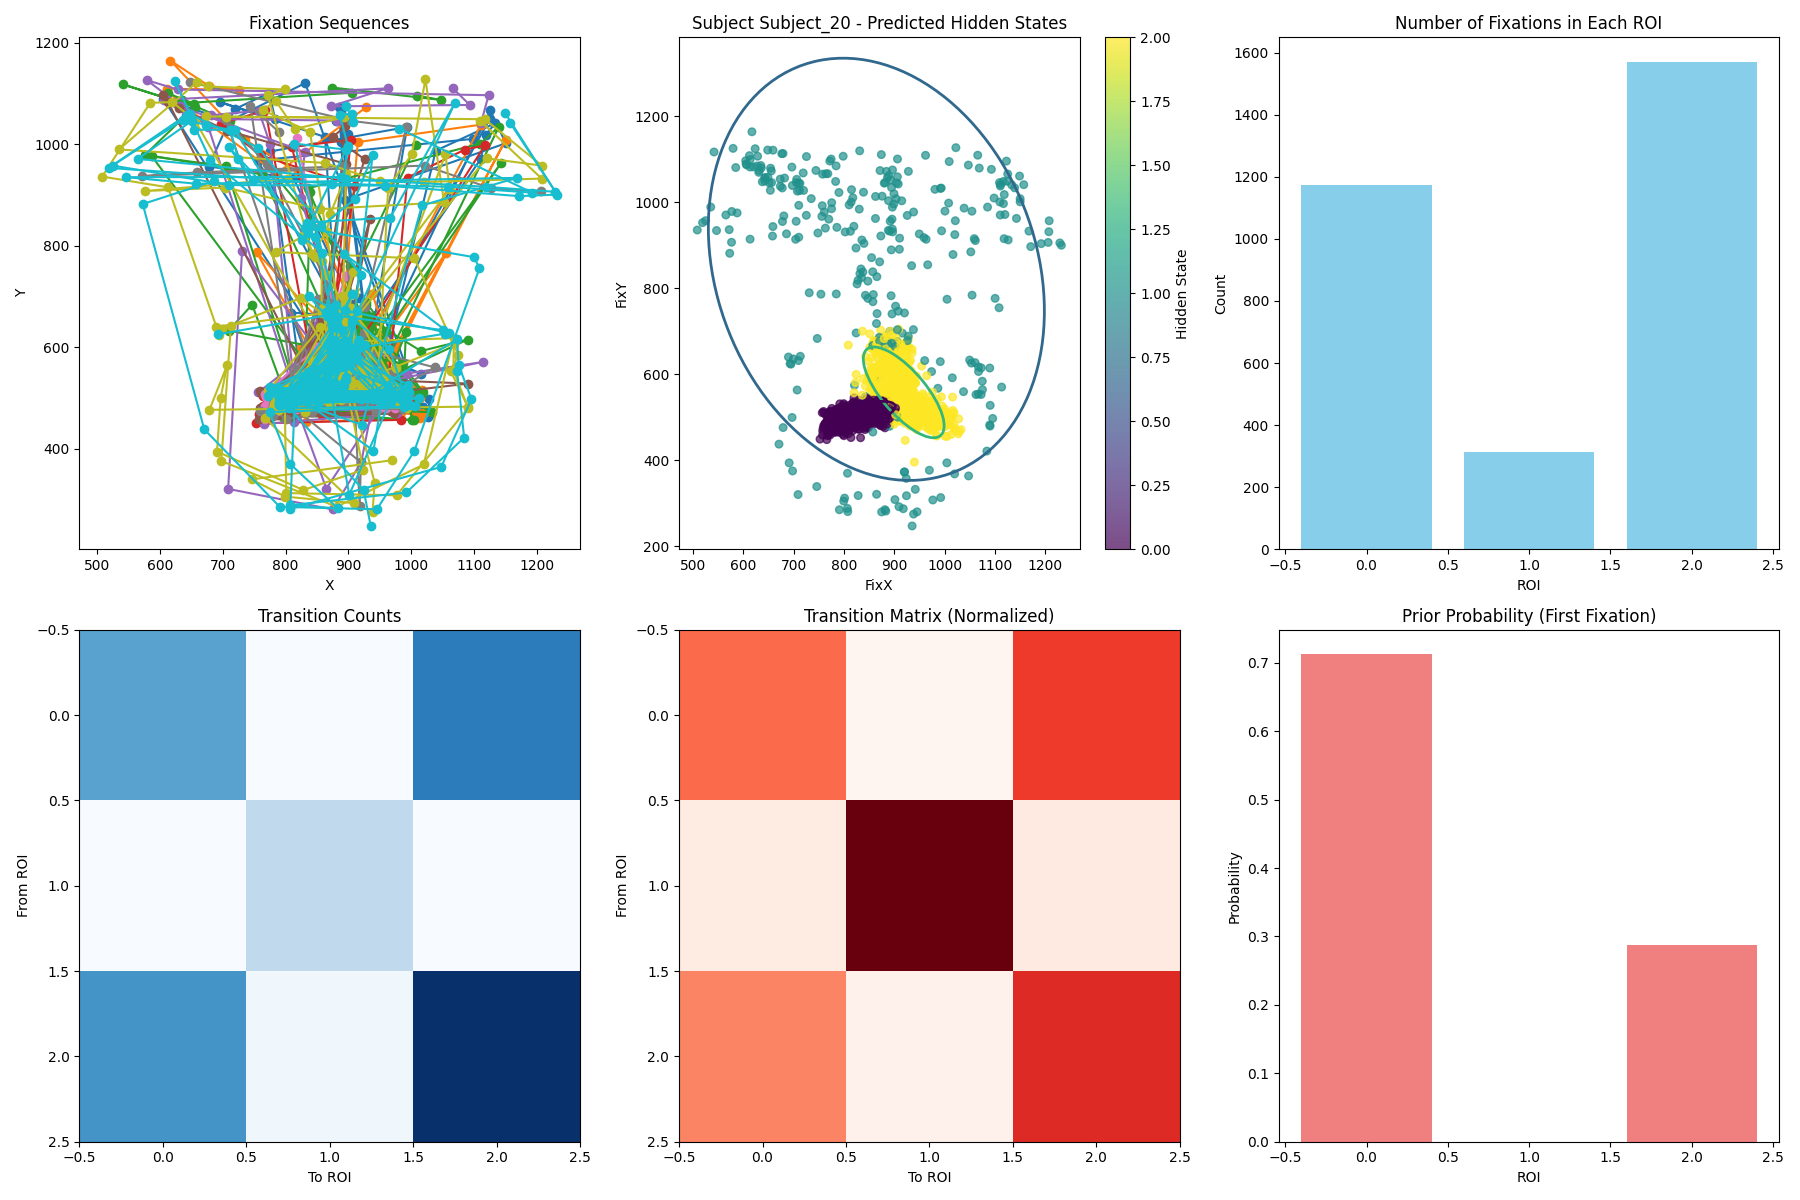 Fixation Sequences
1200
1000
800
600
400
Y
500 600 700 800 900 1000 1100 1200
X
Subject Subject_20 - Predicted Hidden States
1200
1000
800
600
400
200
FixY
500 600 700 800 900 1000 1100 1200
FixX
2.00
1.75
1.50
1.25
1.00
0.75
0.50
0.25
0.00
Hidden State
Number of Fixations in Each ROI
1600
1400
1200
1000
800
600
400
200
0
Count
−0.5 0.0 0.5 1.0 1.5 2.0 2.5
ROI
Transition Counts
−0.5
0.0
0.5
1.0
1.5
2.0
2.5
From ROI
−0.5 0.0 0.5 1.0 1.5 2.0 2.5
To ROI
Transition Matrix (Normalized)
−0.5
0.0
0.5
1.0
1.5
2.0
2.5
From ROI
−0.5 0.0 0.5 1.0 1.5 2.0 2.5
To ROI
Prior Probability (First Fixation)
0.7
0.6
0.5
0.4
0.3
0.2
0.1
0.0
Probability
−0.5 0.0 0.5 1.0 1.5 2.0 2.5
ROI